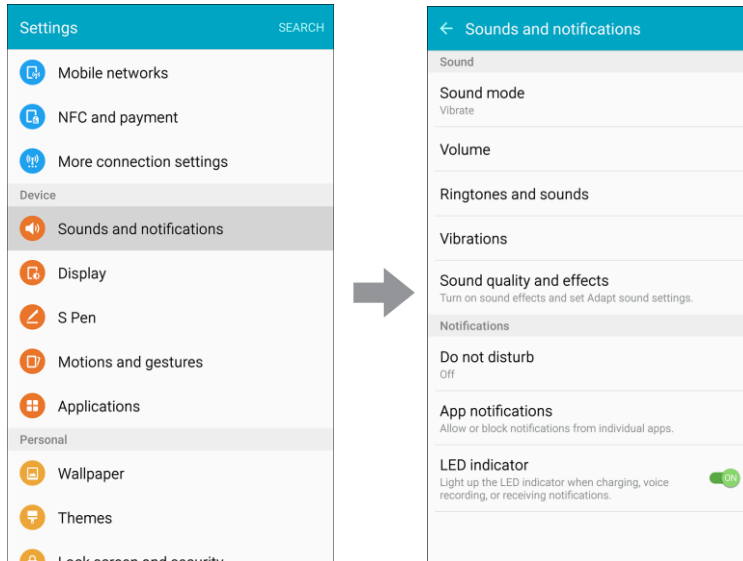 Settings
SEARCH
Mobile networks
NFC and payment
More connection settings
Device
Sounds and notifications
Display
S Pen
Motions and gestures
Applications
Personal
Wallpaper
Themes
Lock screen and security
Sounds and notifications
Sound
Sound mode
Vibrate
Volume
Ringtones and sounds
Vibrations
Sound quality and effects
Turn on sound effects and set Adapt sound settings.
Notifications
Do not disturb
Off
App notifications
Allow or block notifications from individual apps.
LED indicator
Light up the LED indicator when charging, voice
recording, or receiving notifications.
ON